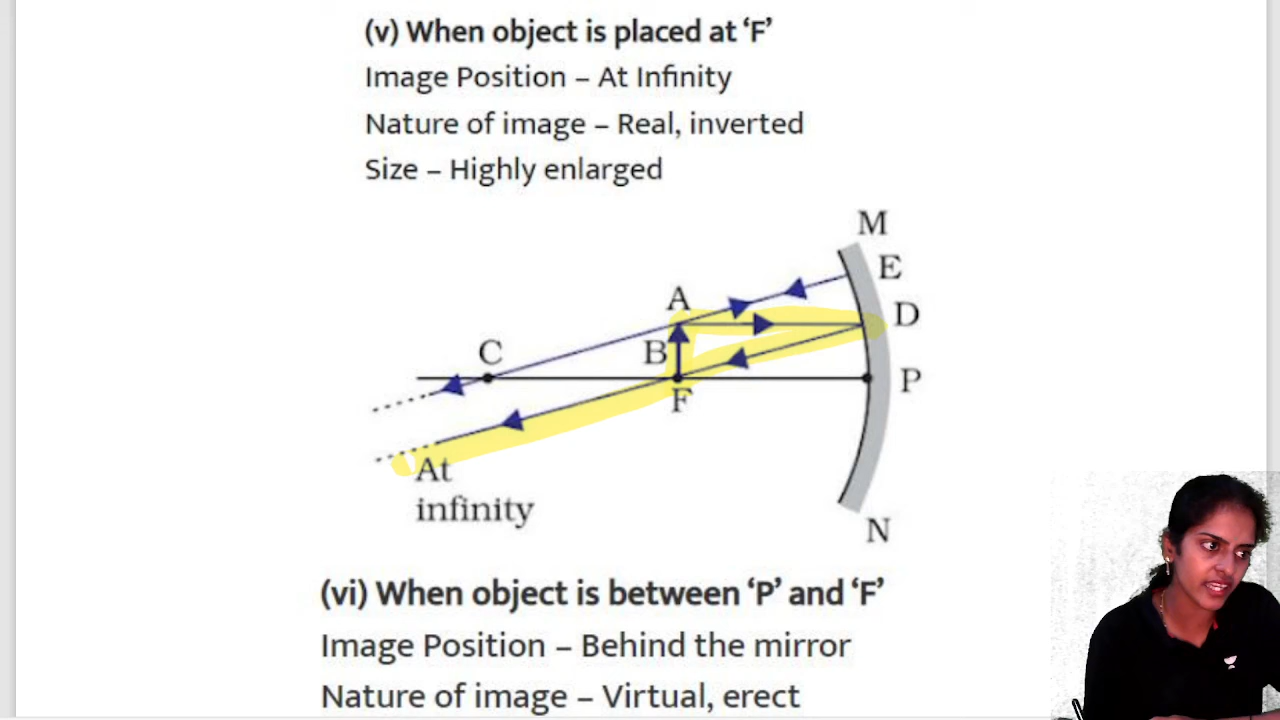 (v) When object is placed at ‘F’
Image Position – At Infinity
Nature of image – Real, inverted
Size – Highly enlarged
M
E
A
D
B
C
P
F
At
infinity
N
(vi) When object is between ‘P’ and ‘F’
Image Position – Behind the mirror
Nature of image – Virtual, erect